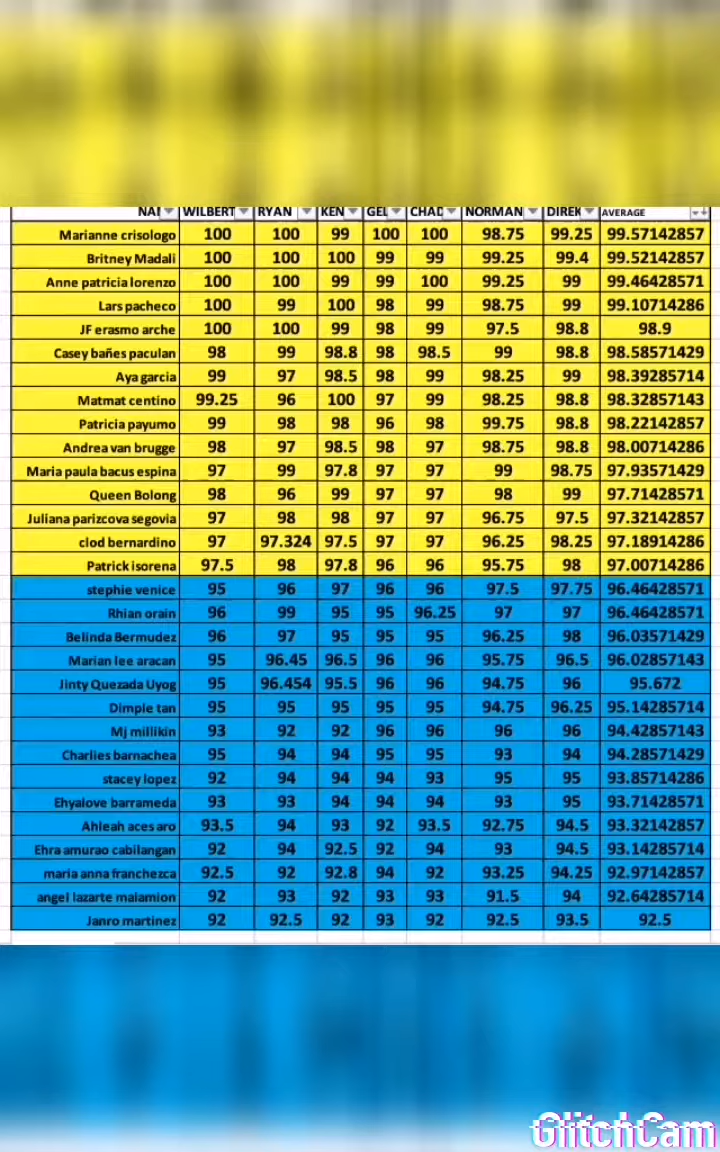 NAI WILBERT RYAN KEN GEL CHAD NORMAN DIREK AVERAGE
Marianne crisologo 100 100 99 100 100 98.75 99.25 99.57142857
Britney Madali 100 100 100 99 99 99.25 99.4 99.52142857
Anne patricia lorenzo 100 100 99 99 100 99.25 99 99.46428571
Lars pacheco 100 99 100 98 99 98.75 99 99.10714286
JF erasmo arche 100 100 99 98 99 97.5 98.8 98.9
Casey bañes paculan 98 99 98.8 98 98.5 99 98.8 98.58571429
Aya garcia 99 97 98.5 98 99 98.25 99 98.39285714
Matmat centino 99.25 96 100 97 99 98.25 98.8 98.32857143
Patricia payumo 99 98 98 96 98 99.75 98.8 98.22142857
Andrea van brugge 98 97 98.5 98 97 98.75 98.8 98.00714286
Maria paula bacus espina 97 99 97.8 97 97 99 98.75 97.93571429
Queen Bolong 98 96 99 97 97 98 99 97.71428571
Juliana parizcova segovia 97 98 98 97 97 96.75 97.5 97.32142857
clod bernardino 97 97.324 97.5 97 97 96.25 98.25 97.18914286
Patrick isorena 97.5 98 97.8 96 96 95.75 98 97.00714286
stephie venice 95 96 97 96 96 97.5 97.75 96.46428571
Rhian orain 96 99 95 95 96.25 97 97 96.46428571
Belinda Bermudez 96 97 95 95 95 96.25 98 96.03571429
Marian lee aracan 95 96.45 96.5 96 96 95.75 96.5 96.02857143
Jinty Quezada Uyog 95 96.454 95.5 96 96 94.75 96 95.672
Dimple tan 95 95 95 95 95 94.75 96.25 95.14285714
Mj millikin 93 92 92 96 96 96 96 94.42857143
Charlies barnachea 95 94 94 95 95 93 94 94.28571429
stacey lopez 92 94 94 94 93 95 95 93.85714286
Ehyalove barrameda 93 93 94 94 94 93 95 93.71428571
Ahleah aces aro 93.5 94 93 92 93.5 92.75 94.5 93.32142857
Ehra amurao cabilangan 92 94 92.5 92 94 93 94.5 93.14285714
maria anna franchezca 92.5 92 92.8 94 92 93.25 94.25 92.97142857
angel lazarte malamion 92 93 92 93 93 91.5 94 92.64285714
Janro martinez 92 92.5 92 93 92 92.5 93.5 92.5
GlitchCam